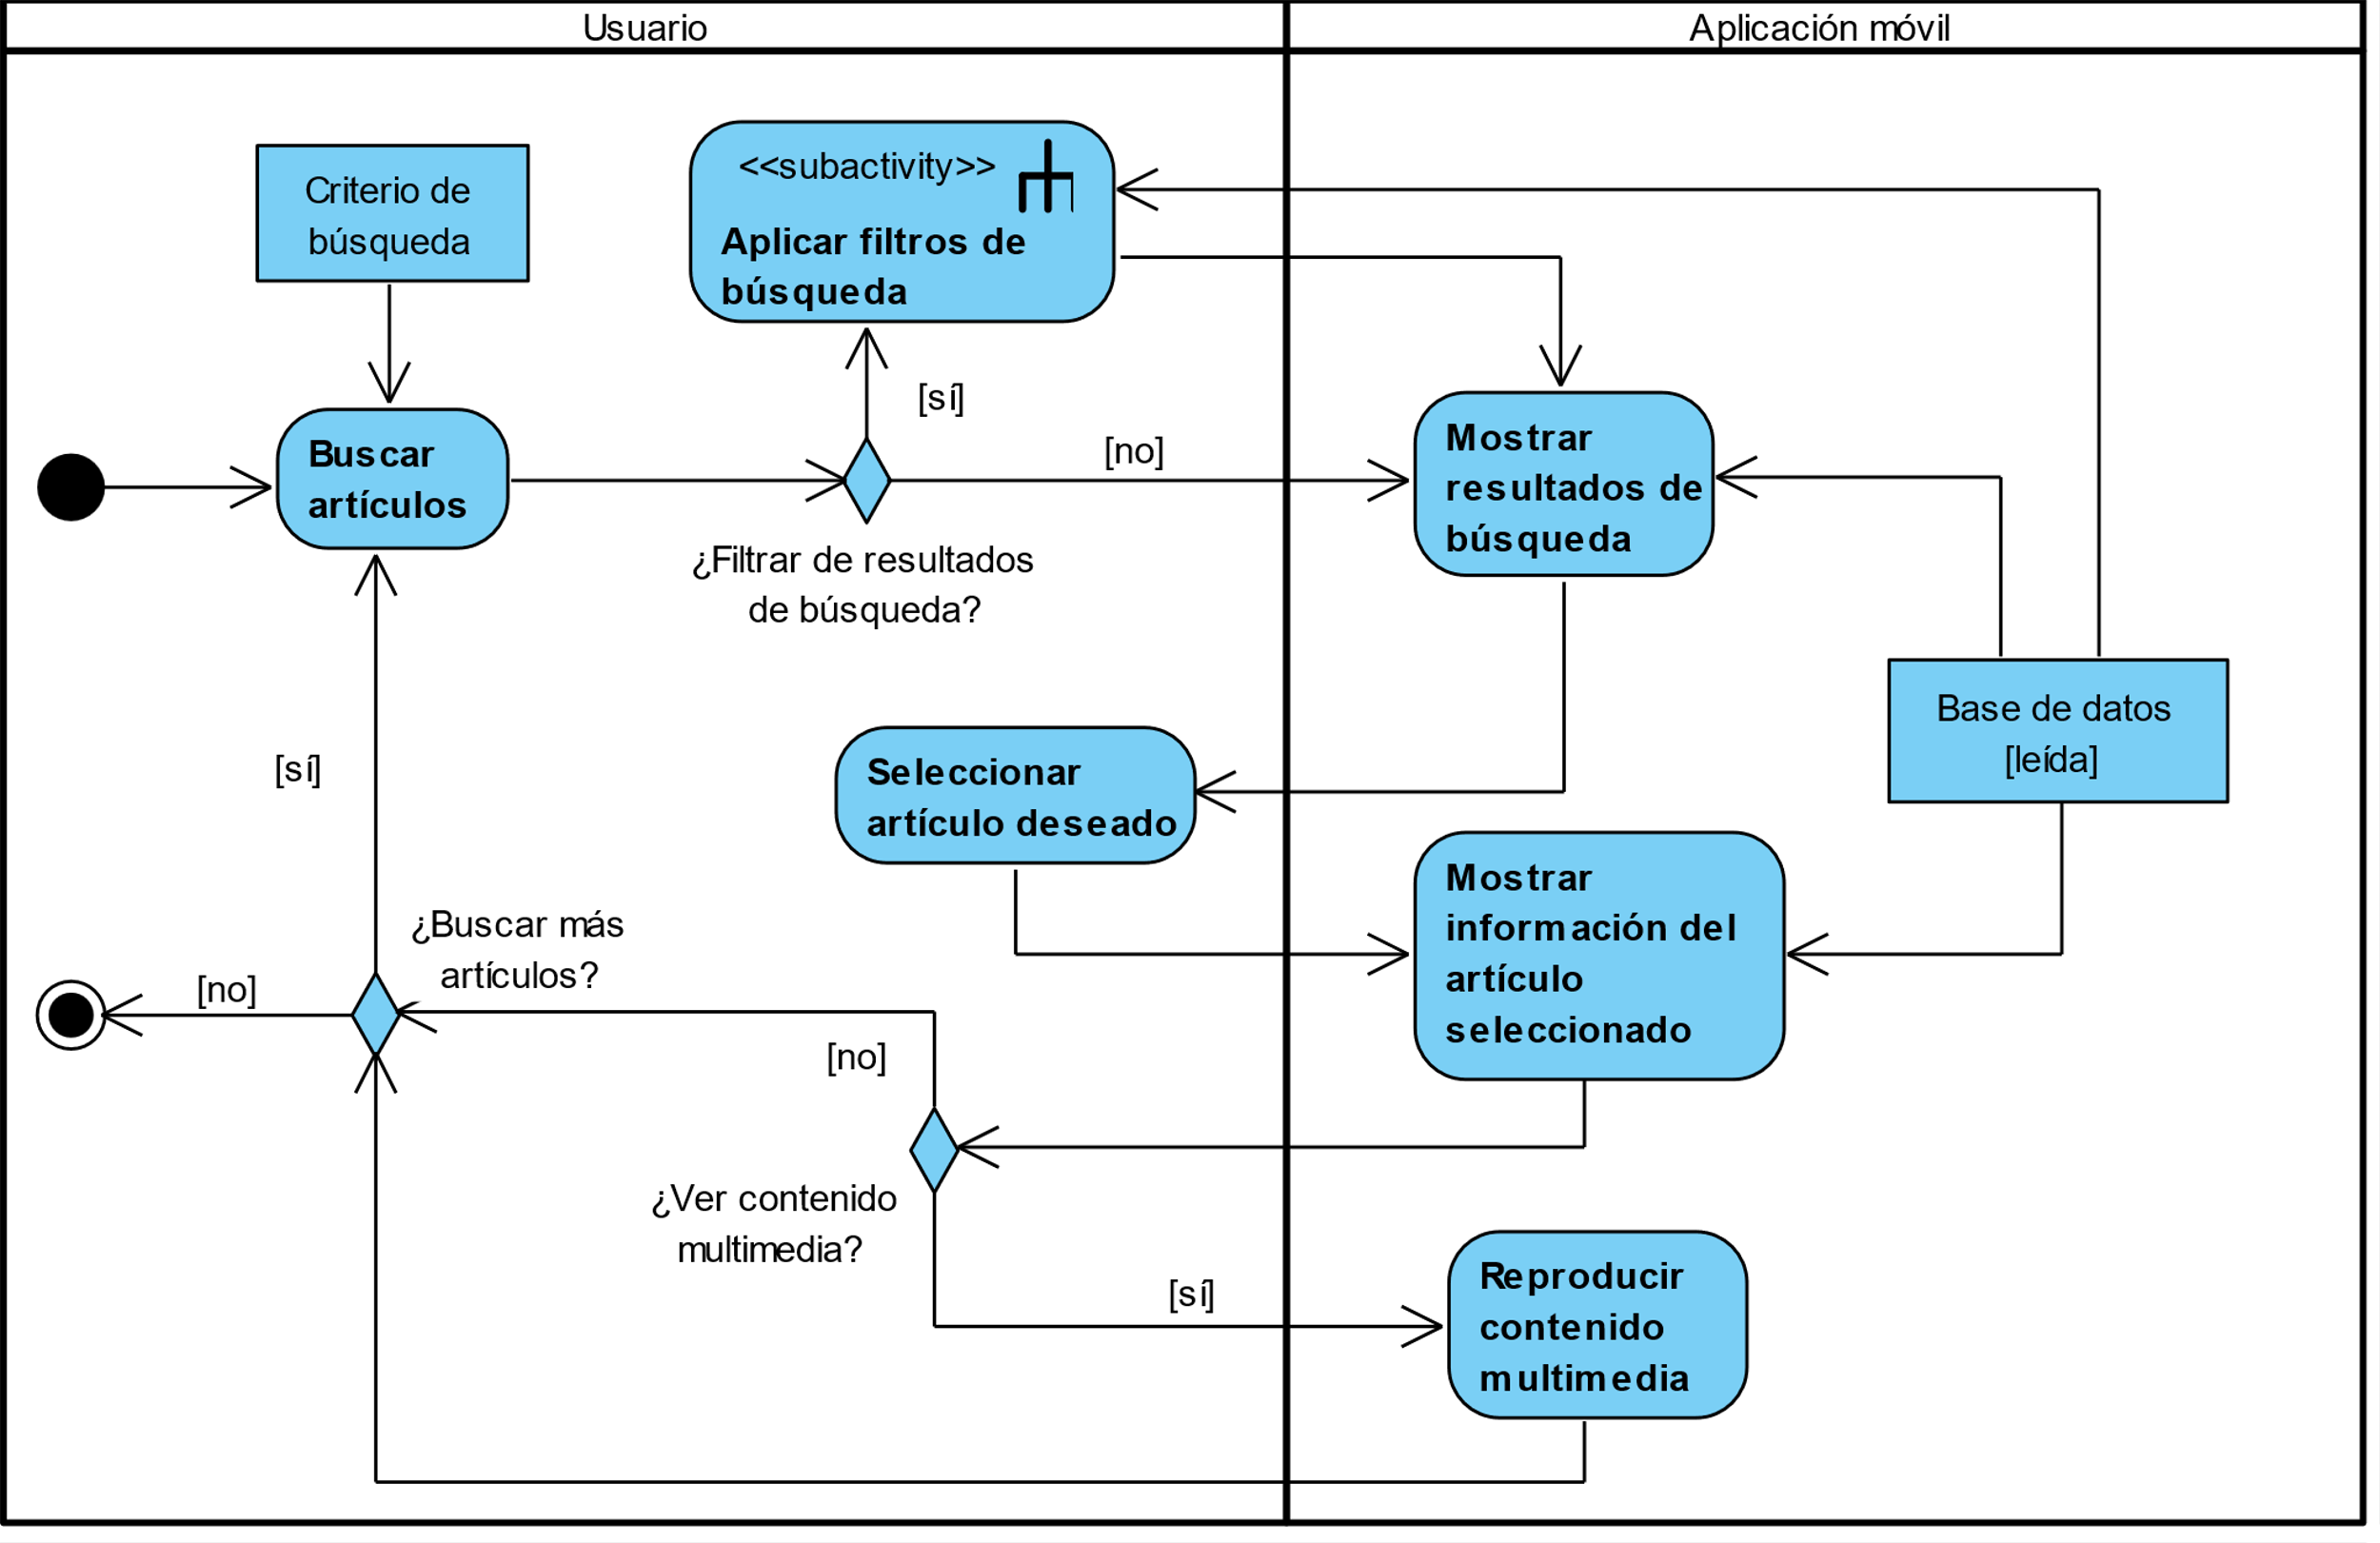 Usuario
Aplicación móvil
Criterio de
búsqueda
<<subactivity>>
Aplicar filtros de
búsqueda
[sí]
[no]
Buscar
artículos
Mostrar
resultados de
búsqueda
¿Filtrar de resultados
de búsqueda?
Base de datos
[leída]
Seleccionar
artículo deseado
[sí]
Mostrar
información del
artículo
seleccionado
¿Buscar más
artículos?
[no]
[no]
¿Ver contenido
multimedia?
[sí]
Reproducir
contenido
multimedia